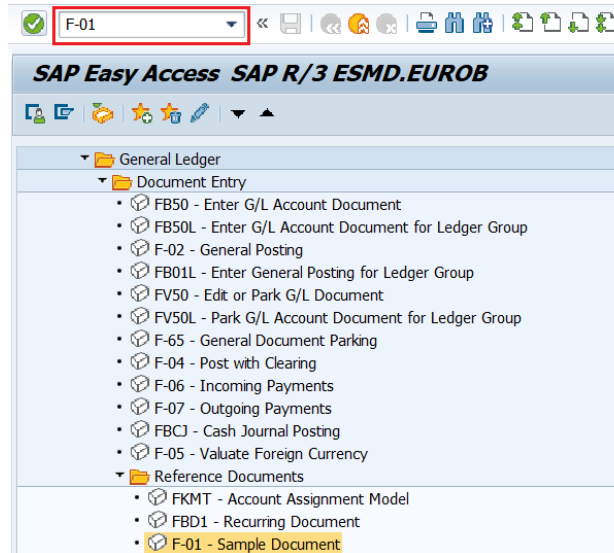 F-01
SAP Easy Access SAP R/3 ESMD.EUROB
General Ledger
Document Entry
FB50 - Enter G/L Account Document
FB50L - Enter G/L Account Document for Ledger Group
F-02 - General Posting
FB01L - Enter General Posting for Ledger Group
FV50 - Edit or Park G/L Document
FV50L - Park G/L Account Document for Ledger Group
F-65 - General Document Parking
F-04 - Post with Clearing
F-06 - Incoming Payments
F-07 - Outgoing Payments
FBCJ - Cash Journal Posting
F-05 - Valuate Foreign Currency
Reference Documents
FKMT - Account Assignment Model
FBD1 - Recurring Document
F-01 - Sample Document